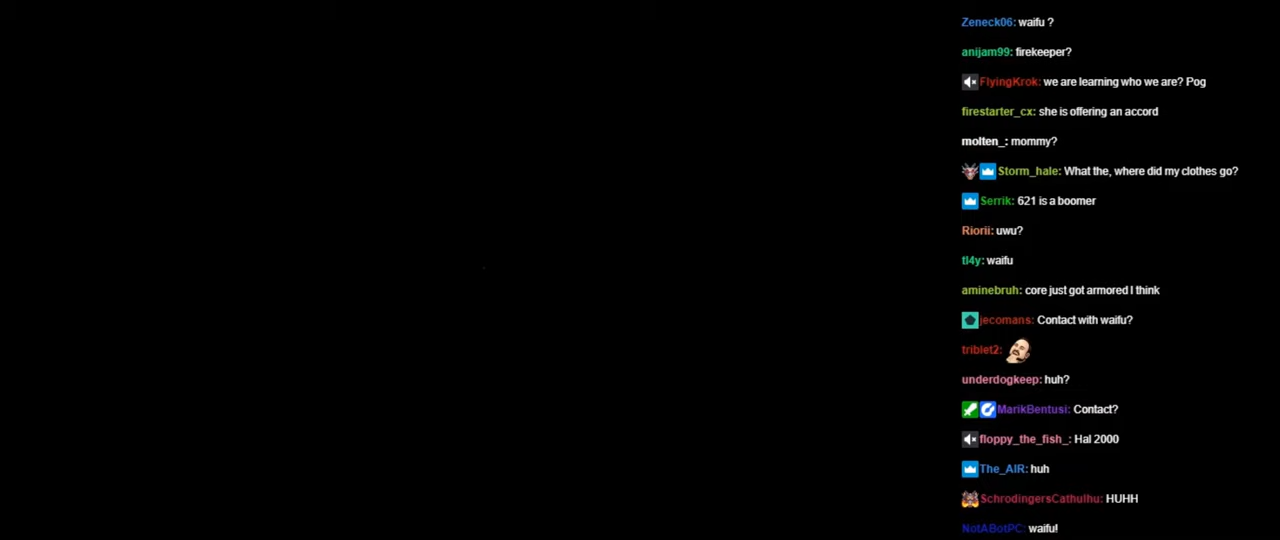 Zeneck06: waifu ?
anijam99: firekeeper?
FlyingKrok: we are learning who we are? Pog
firestarter_cx: she is offering an accord
molten_: mommy?
Storm_hale: What the, where did my clothes go?
Serrik: 621 is a boomer
Riorii: uwu?
tl4y: waifu
aminebruh: core just got armored I think
jecomans: Contact with waifu?
triblet2:
underdogkeep: huh?
MarikBentusi: Contact?
floppy_the_fish_: Hal 2000
The_AIR: huh
SchrodingersCathulhu: HUHH
NotABotPC: waifu!